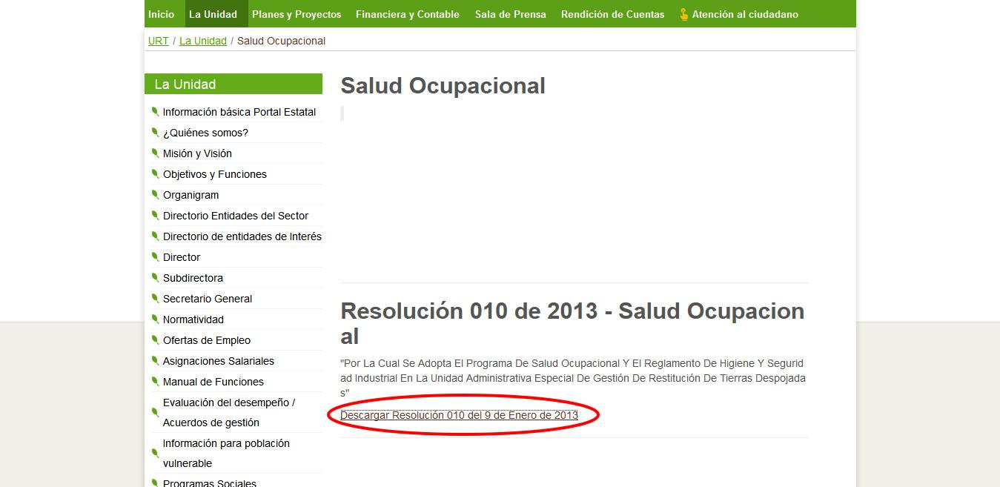 Inicio La Unidad Planes y Proyectos Financiera y Contable Sala de Prensa Rendición de Cuentas Atención al ciudadano
URT / La Unidad / Salud Ocupacional
La Unidad
Información básica Portal Estatal
¿Quiénes somos?
Misión y Visión
Objetivos y Funciones
Organigram
Directorio Entidades del Sector
Directorio de entidades de Interés
Director
Subdirectora
Secretario General
Normatividad
Ofertas de Empleo
Asignaciones Salariales
Manual de Funciones
Evaluación del desempeño /
Acuerdos de gestión
Información para población
vulnerable
Programas Sociales
Salud Ocupacional
Resolución 010 de 2013 - Salud Ocupacion
al
"Por La Cual Se Adopta El Programa De Salud Ocupacional Y El Reglamento De Higiene Y Segurid
ad Industrial En La Unidad Administrativa Especial De Gestión De Restitución De Tierras Despojada
s"
Descargar Resolución 010 del 9 de Enero de 2013